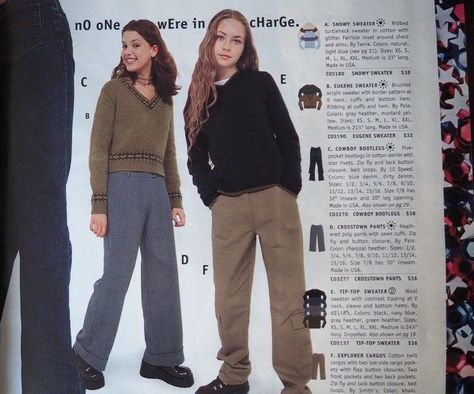 nO oNe wERE in cHarGe.
C
E
D
F
A. SNOWY SWEATER Ribbed
turtleneck sweater in cotton with
glitter Fairisle inset around chest
and arms. By Twink. Colors: natural,
light blue (see pg 21). Sizes: XS, S,
M, L, XL, XXL. Medium is 23" long.
Made in USA.
CO5180 SNOWY SWEATER $38
B. EUGENE SWEATER Brushed
acrylic sweater with border pattern at
V neck, cuffs and bottom hem.
Ribbing at cuffs and hem. By Pale.
Colors: gray heather, mustard yel-
low. Sizes: XS, S, M, L, XL, XXL.
Medium is 21½" long. Made in USA.
CO5190 EUGENE SWEATER $32
C. COWBOY BOOTLEGS Five-
pocket bootlegs in cotton denim with
star rivets. Zip fly and tack button
closure, belt loops. By 10 Speed.
Colors: blue denim, dirty denim.
Sizes: 1/2, 3/4, 5/6, 7/8, 9/10,
11/12, 13/14, 15/16. Size 7/8 has
32" inseam and 20" leg opening.
Made in USA. Also shown on pg 29.
CO3270 COWBOY BOOTLEGS $38
D. CROSSTOWN PANTS Heath-
ered poly pants with sewn cuffs. Zip
fly and button closure. By Pale.
Color: charcoal heather. Sizes: 1/2,
3/4, 5/6, 7/8, 9/10, 11/12, 13/14,
15/16. Size 7/8 has 30" inseam.
Made in USA.
CO3277 CROSSTOWN PANTS $36
E. TIP-TOP SWEATER Wool
sweater with contrast tipping at V
neck, sleeve and bottom hems. By
dELiA*s. Colors: black, navy blue,
gray heather, green heather. Sizes:
XS, S, M, L, XL, XXL. Medium is 24½"
long. Imported. Also shown on pg 29.
CO5137 TIP-TOP SWEATER $36
F. EXPLORER CARGOS Cotton twill
cargos with two low side cargo pock-
ets with flap button closures. Two
front pockets and two back pockets.
Zip fly and tack button closure, belt
loops. By Smith's. Color: khaki.